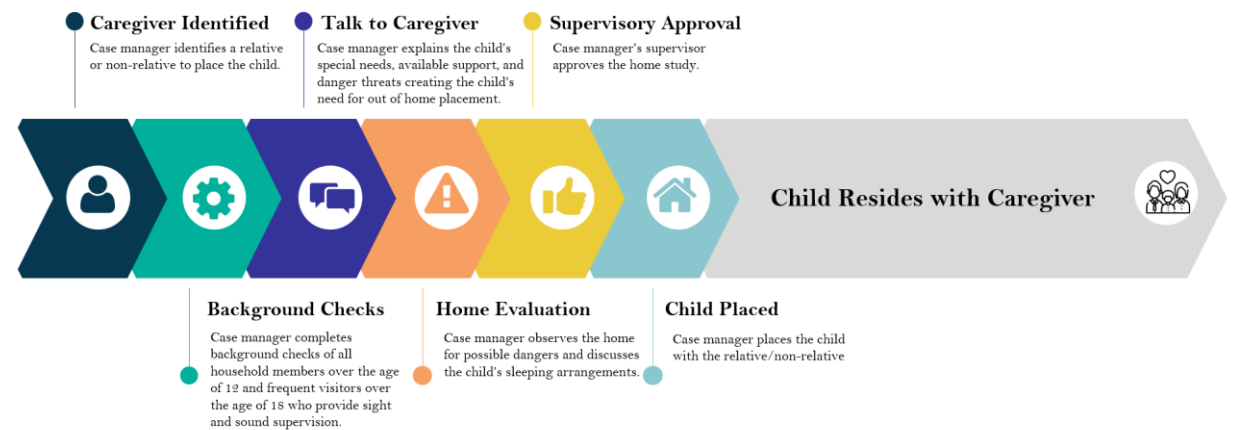 Caregiver Identified
Case manager identifies a relative
or non-relative to place the child.
Talk to Caregiver
Case manager explains the child's
special needs, available support, and
danger threats creating the child's
need for out of home placement.
Supervisory Approval
Case manager's supervisor
approves the home study.
Child Resides with Caregiver
Background Checks
Case manager completes
background checks of all
household members over the age
of 12 and frequent visitors over
the age of 18 who provide sight
and sound supervision.
Home Evaluation
Case manager observes the home
for possible dangers and discusses
the child's sleeping arrangements.
Child Placed
Case manager places the child
with the relative/non-relative